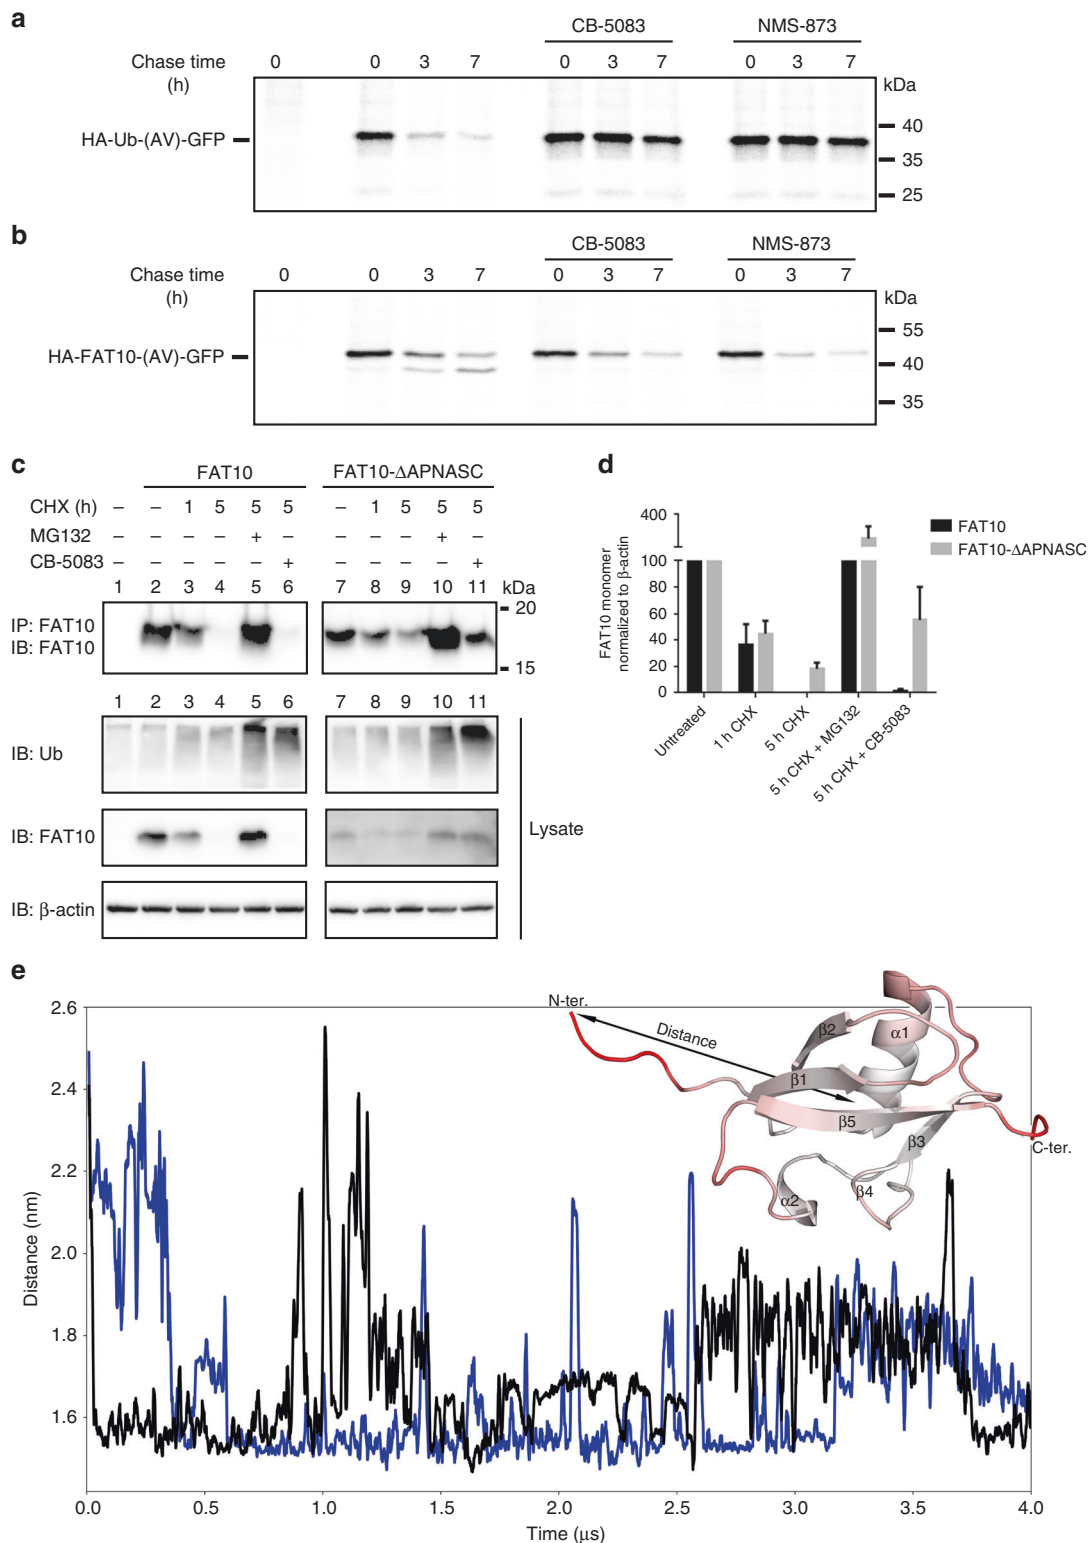 a
CB-5083 NMS-873
Chase time (h) 0 0 3 7 0 3 7 0 3 7
kDa
HA-Ub-(AV)-GFP
40
35
25
b
CB-5083 NMS-873
Chase time (h) 0 0 3 7 0 3 7 0 3 7
kDa
HA-FAT10-(AV)-GFP
55
40
35
c
FAT10 FAT10-ΔAPNASC
CHX (h) – – 1 5 5 5 – 1 5 5 5
MG132 – – – – + – – – – + –
CB-5083 – – – – – + – – – – +
1 2 3 4 5 6 7 8 9 10 11 kDa
IP: FAT10
IB: FAT10
20
15
1 2 3 4 5 6 7 8 9 10 11
IB: Ub
IB: FAT10
IB: β-actin
Lysate
d
FAT10 monomer
normalized to β-actin
400
100
80
60
40
20
0
Untreated
1 h CHX
5 h CHX
5 h CHX + MG132
5 h CHX + CB-5083
FAT10
FAT10-ΔAPNASC
e
Distance (nm)
2.6
2.4
2.2
2.0
1.8
1.6
0.0 0.5 1.0 1.5 2.0 2.5 3.0 3.5 4.0
Time (μs)
N-ter.
Distance
β2
α1
β1
β5
β3
C-ter.
α2
β4